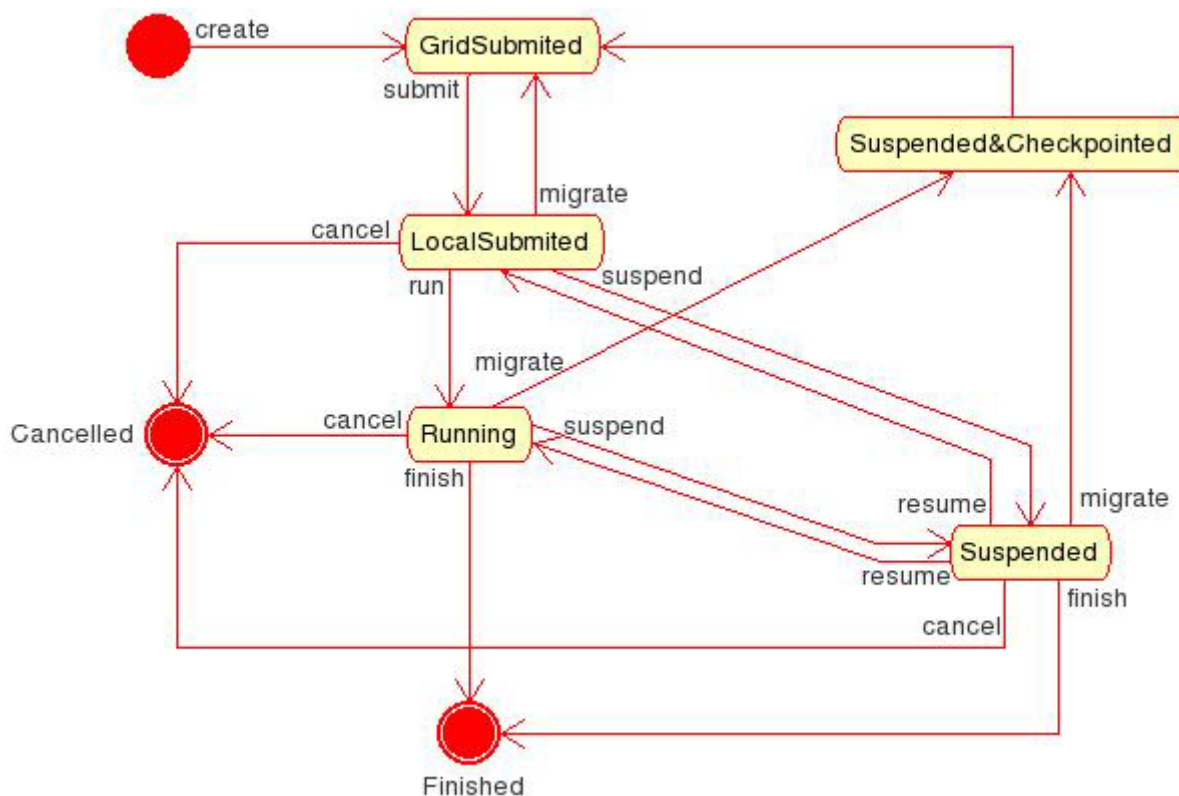 create
GridSubmited
submit
Suspended&Checkpointed
migrate
cancel
LocalSubmited
run
suspend
migrate
Cancelled
cancel
Running
suspend
finish
resume
migrate
Suspended
resume
finish
cancel
Finished